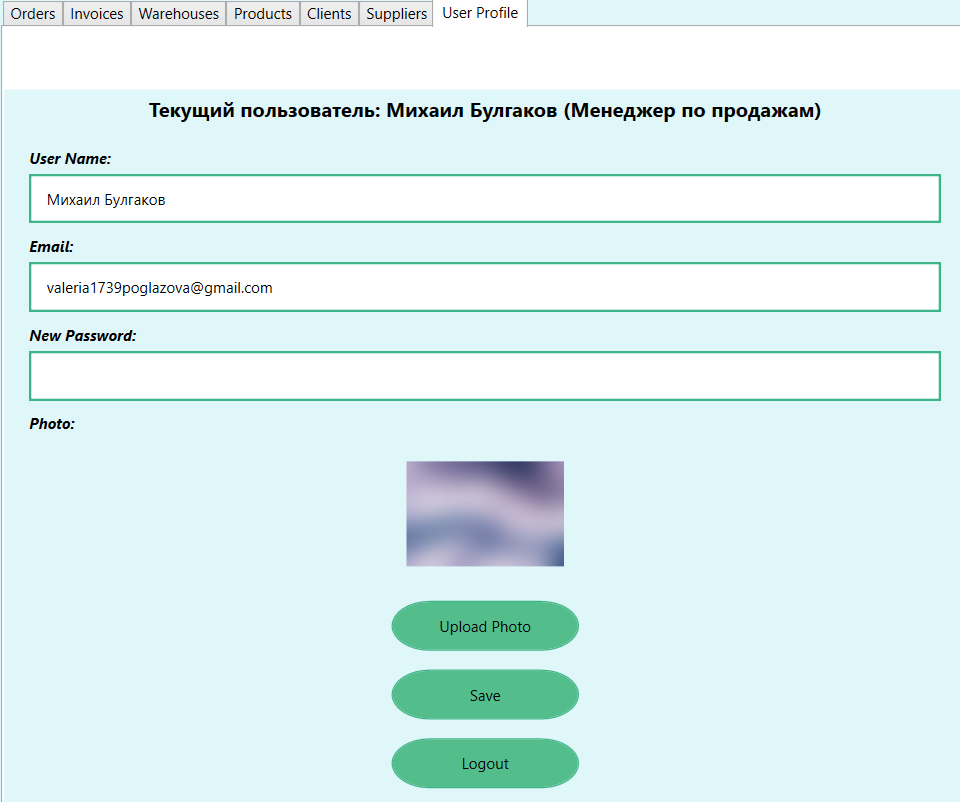 Orders Invoices Warehouses Products Clients Suppliers User Profile
Текущий пользователь: Михаил Булгаков (Менеджер по продажам)
User Name:
Михаил Булгаков
Email:
valeria1739poglazova@gmail.com
New Password:
Photo:
Upload Photo
Save
Logout